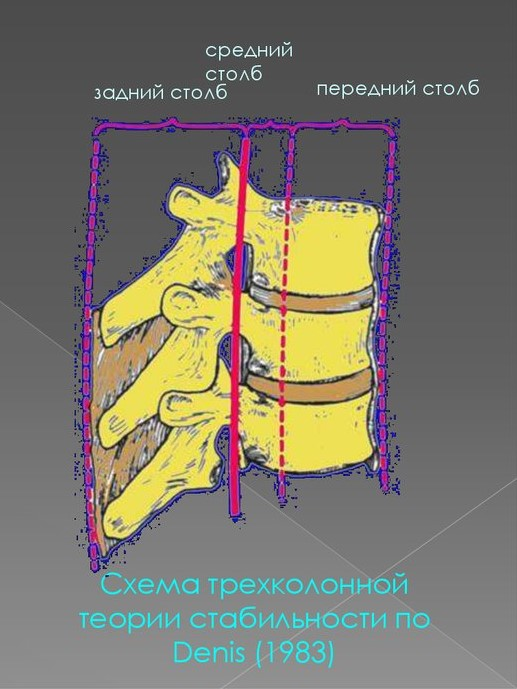 средний
столб
задний столб
передний столб
Схема трехколонной
теории стабильности по
Denis (1983)